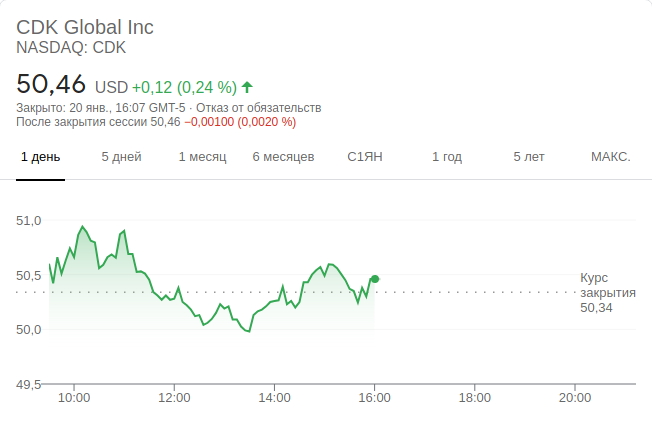 CDK Global Inc
NASDAQ: CDK
50,46 USD +0,12 (0,24 %)
Закрыто: 20 янв., 16:07 GMT-5 · Отказ от обязательств
После закрытия сессии 50,46 −0,00100 (0,0020 %)
1 день 5 дней 1 месяц 6 месяцев С1ЯН 1 год 5 лет МАКС.
51,0
50,5
50,0
49,5
Курс
закрытия
50,34
10:00 12:00 14:00 16:00 18:00 20:00